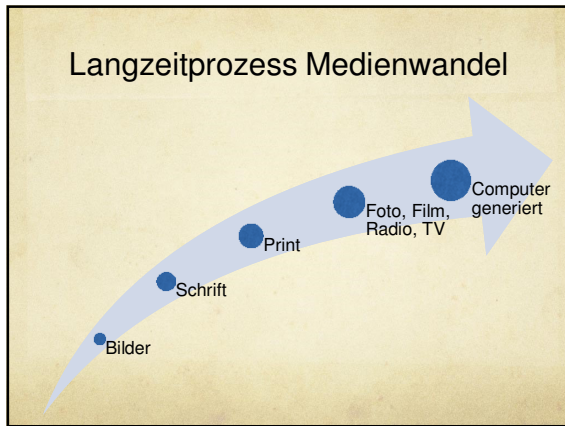 Langzeitprozess Medienwandel
Computer
generiert
Foto, Film,
Radio, TV
Print
Schrift
Bilder